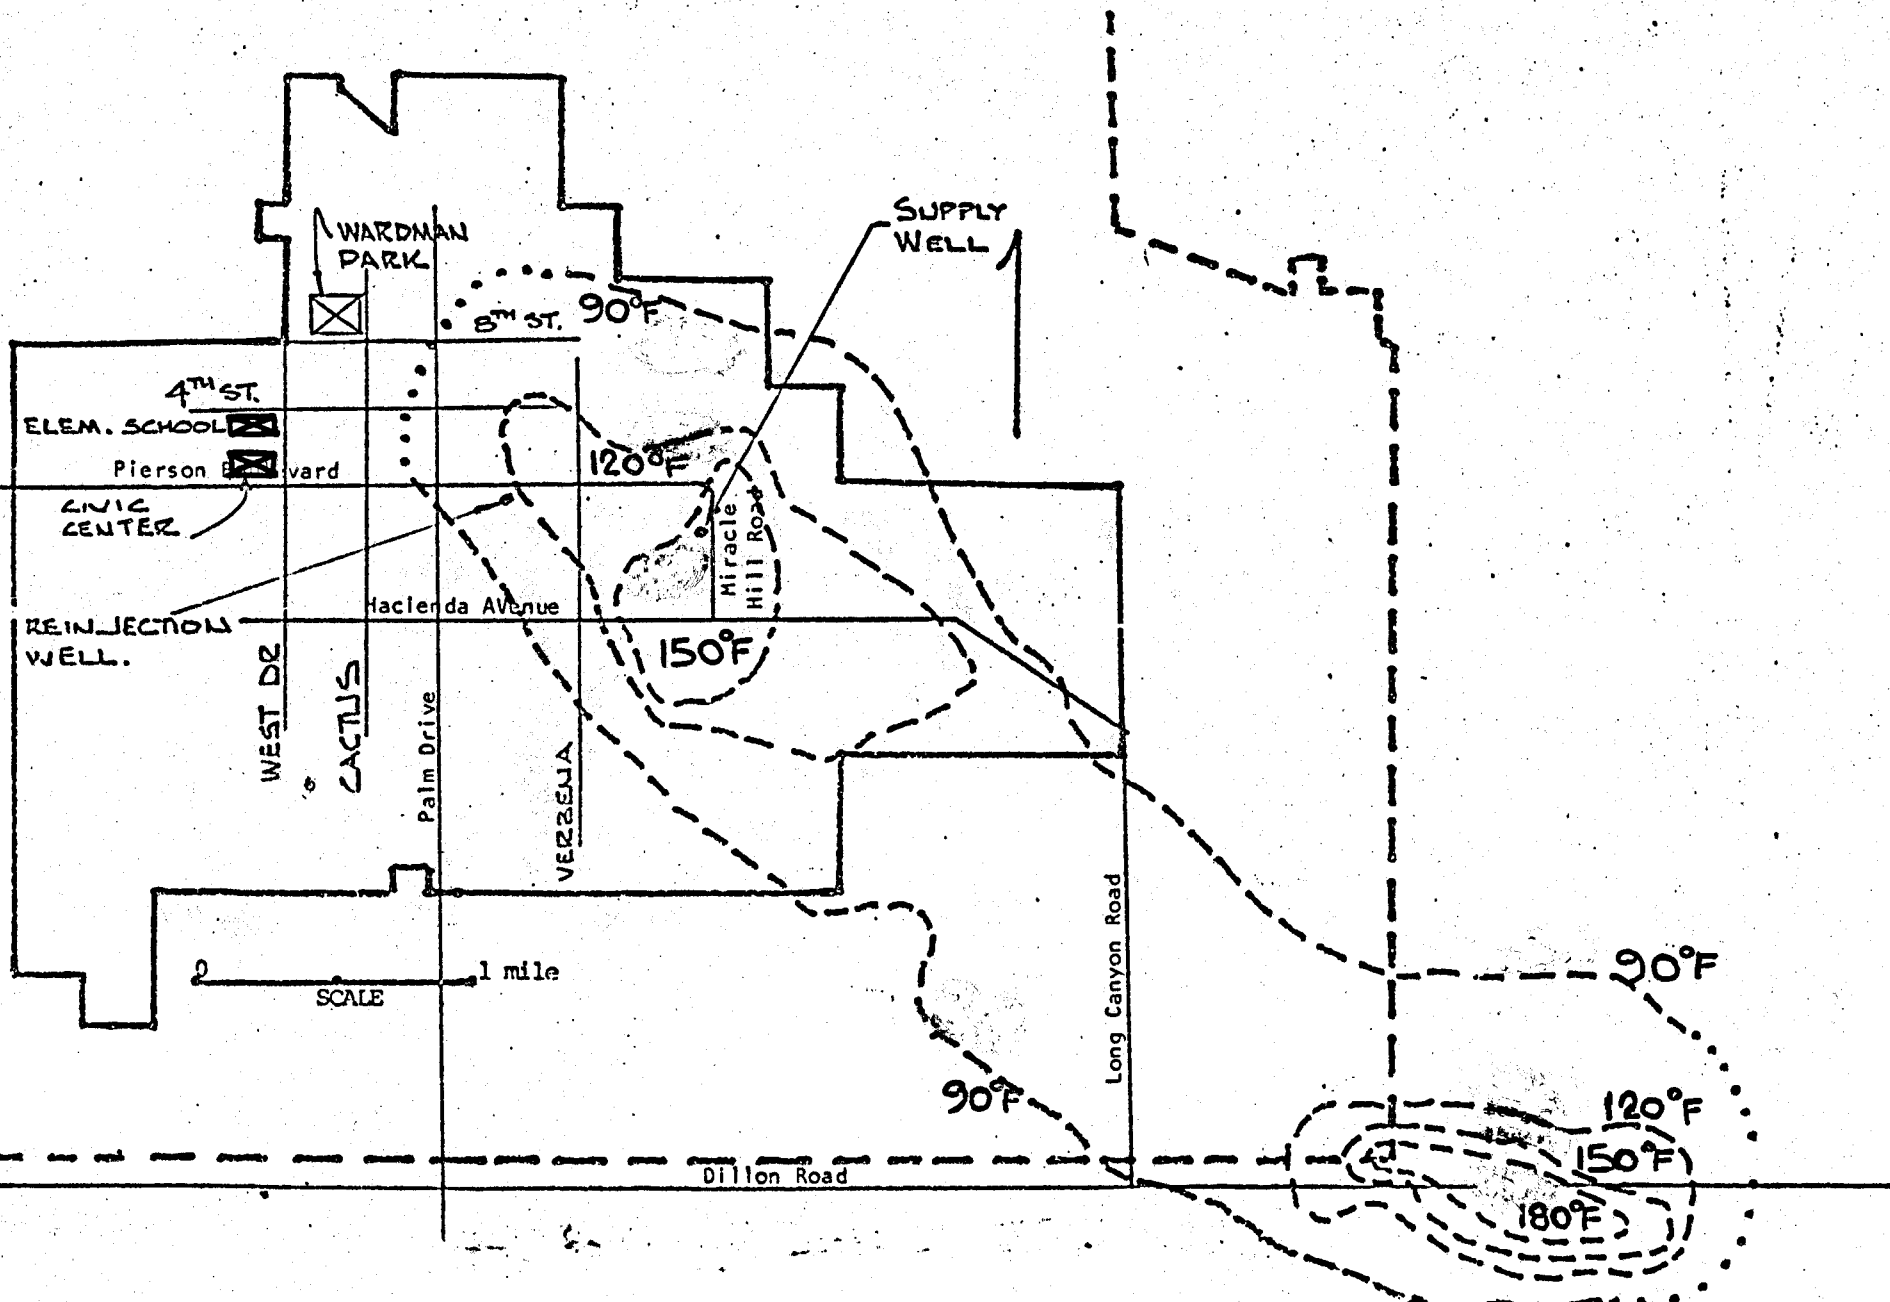 SUPPLY
WELL
WARDMAN
PARK
90°F
8TH ST.
4TH ST.
ELEM. SCHOOL
120°F
Pierson
CIVIC
CENTER
Miracle
Hill Road
Hacienda Avenue
REINJECTION
WELL.
150°F
WEST DR
CACTUS
Palm Drive
VERBENA
0
1 mile
SCALE
Long Canyon Road
90°F
90°F
120°F
150°F
180°F
Dillon Road